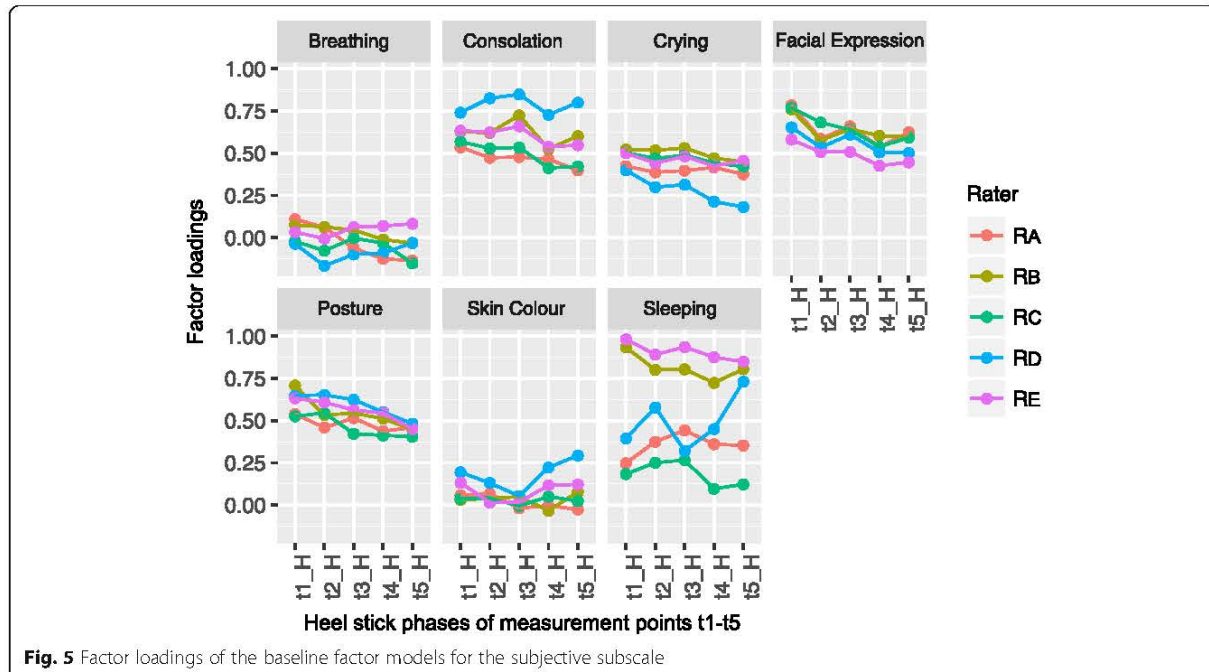 Breathing
Consolation
Crying
Facial Expression
1.00
0.75
0.50
0.25
0.00
t1_H
t2_H
t3_H
t4_H
t5_H
Posture
Skin Colour
Sleeping
1.00
0.75
0.50
0.25
0.00
t1_H
t2_H
t3_H
t4_H
t5_H
t1_H
t2_H
t3_H
t4_H
t5_H
t1_H
t2_H
t3_H
t4_H
t5_H
Factor loadings
Heel stick phases of measurement points t1-t5
Rater
RA
RB
RC
RD
RE
Fig. 5 Factor loadings of the baseline factor models for the subjective subscale